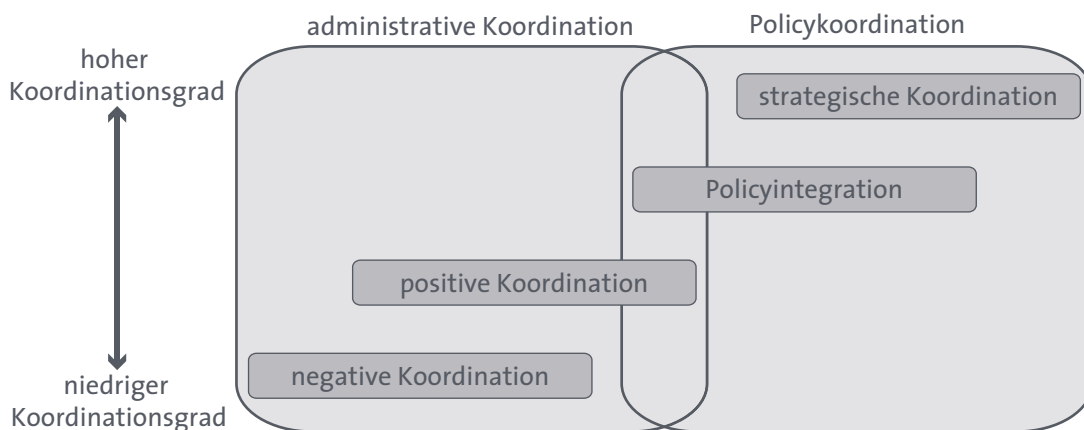 administrative Koordination
Policykoordination
hoher
Koordinationsgrad
strategische Koordination
Policyintegration
positive Koordination
negative Koordination
niedriger
Koordinationsgrad